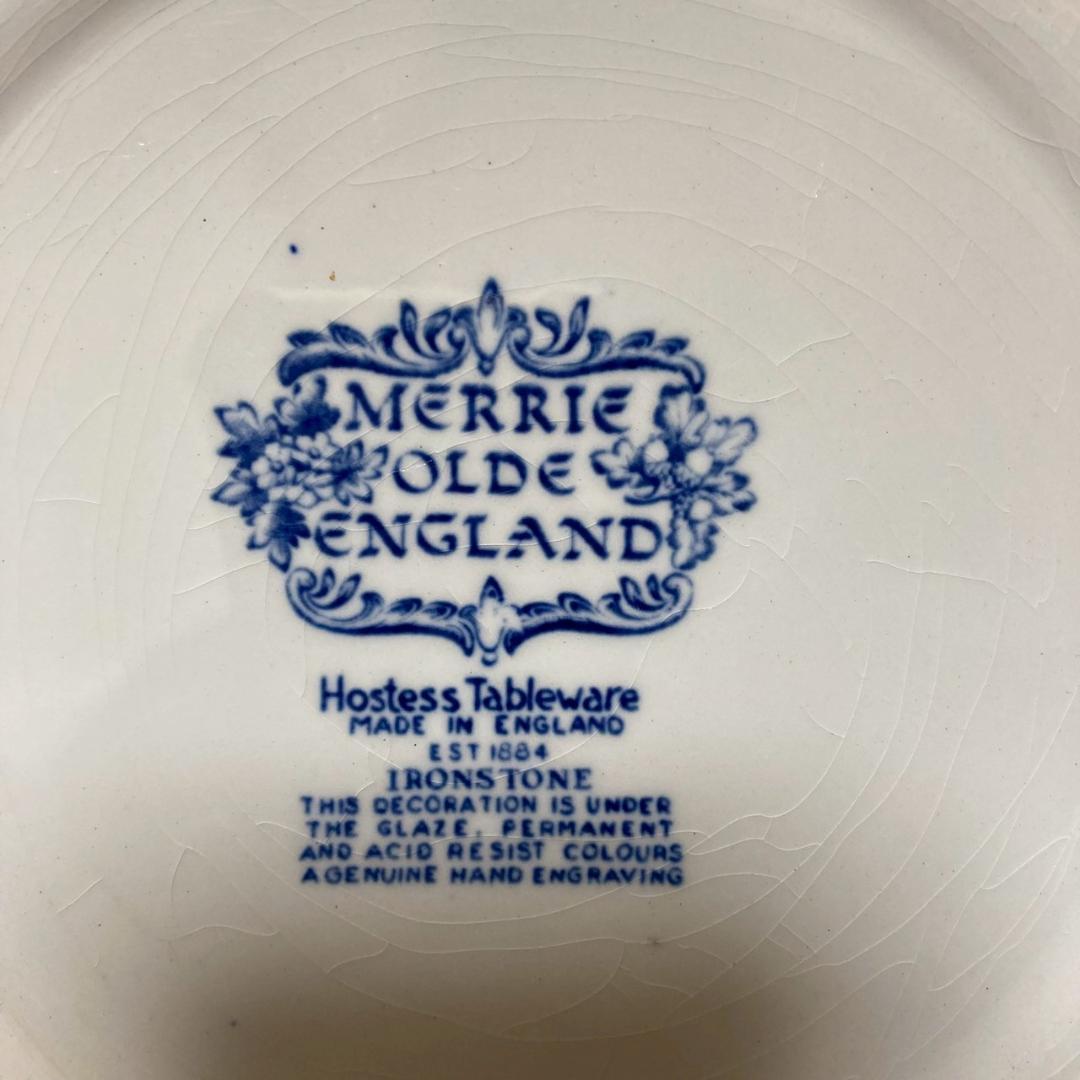 MERRIE
OLDE
ENGLAND
Hostess Tableware
MADE IN ENGLAND
EST 1884
IRONSTONE
THIS DECORATION IS UNDER
THE GLAZE, PERMANENT
AND ACID RESIST COLOURS
A GENUINE HAND ENGRAVING